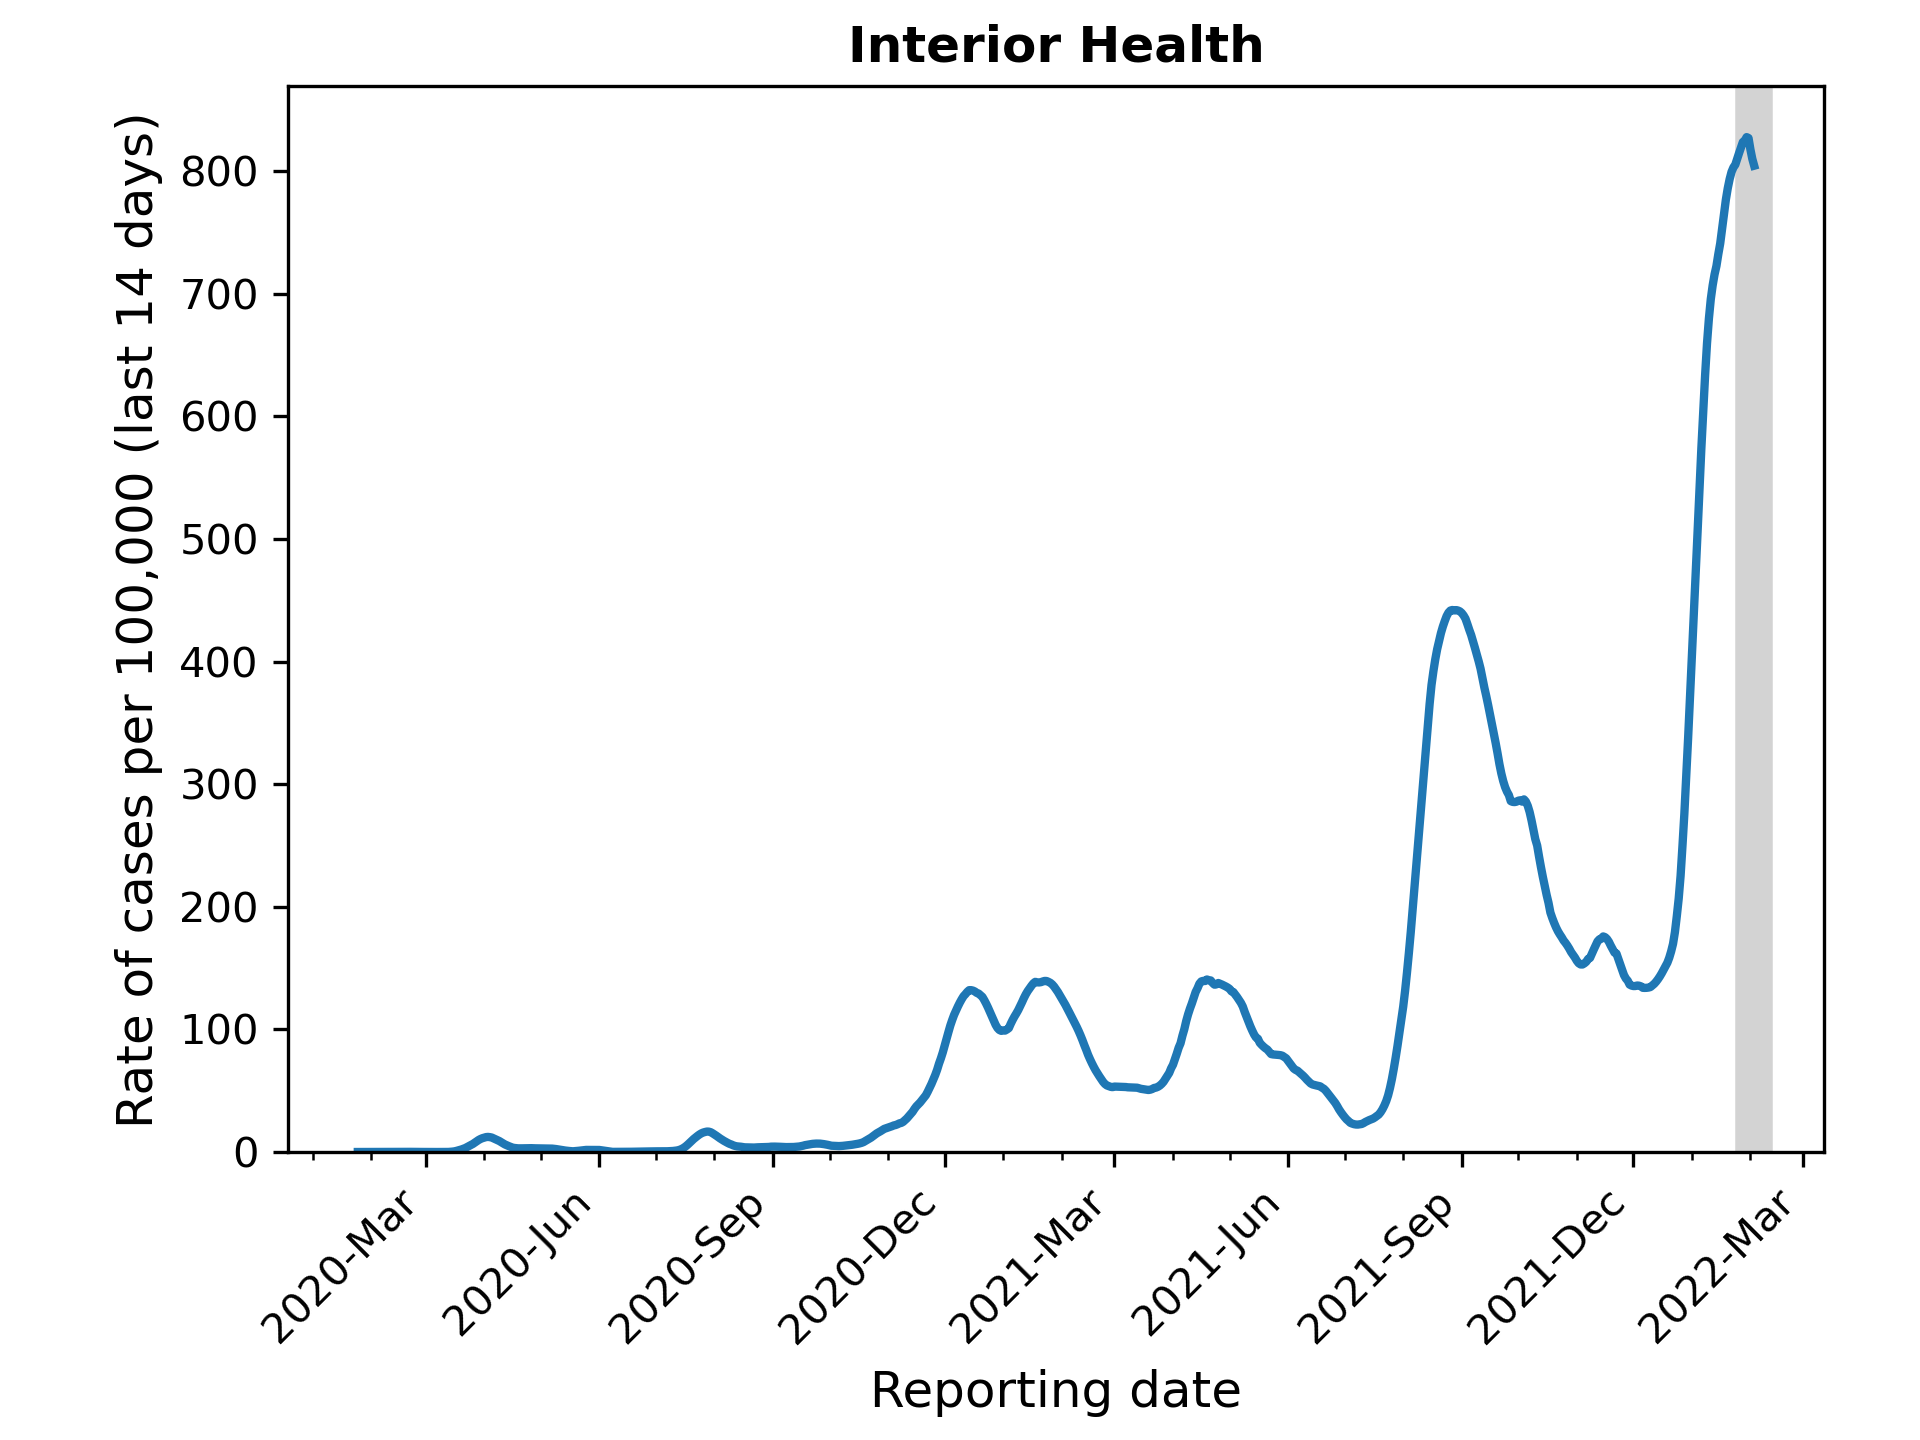 Interior Health
Rate of cases per 100,000 (last 14 days)
800
700
600
500
400
300
200
100
0
2020-Mar
2020-Jun
2020-Sep
2020-Dec
2021-Mar
2021-Jun
2021-Sep
2021-Dec
2022-Mar
Reporting date